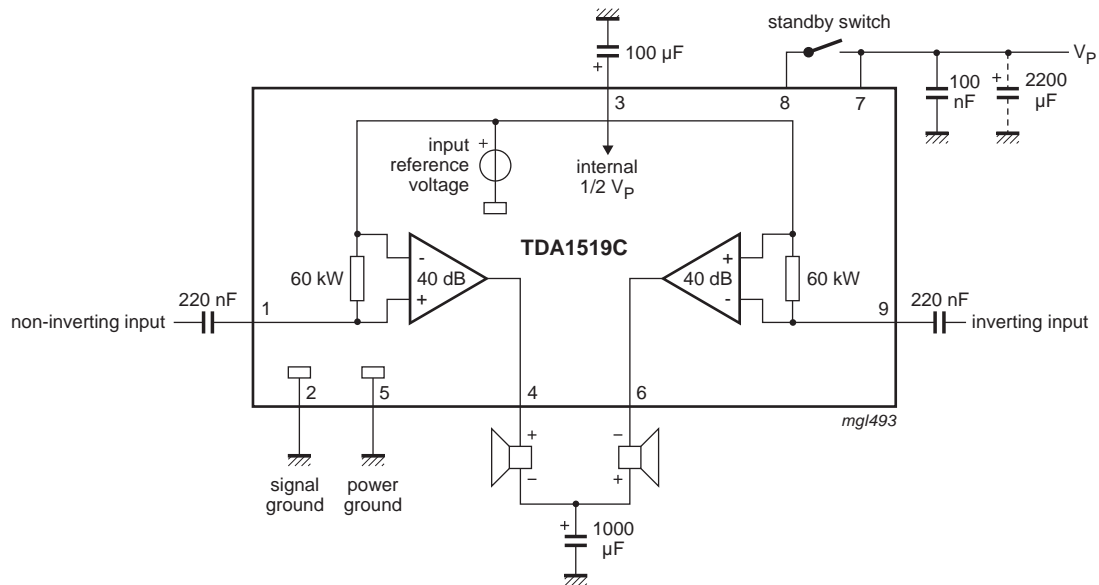 standby switch
100 µF
+
V_P
3
8
7
100 nF
+
2200 µF
input reference voltage
+
internal 1/2 V_P
TDA1519C
60 kW
-
40 dB
+
+
40 dB
-
60 kW
220 nF
non-inverting input
1
9
220 nF
inverting input
2
5
4
6
mgl493
signal ground
power ground
+
−
−
+
+
1000 µF